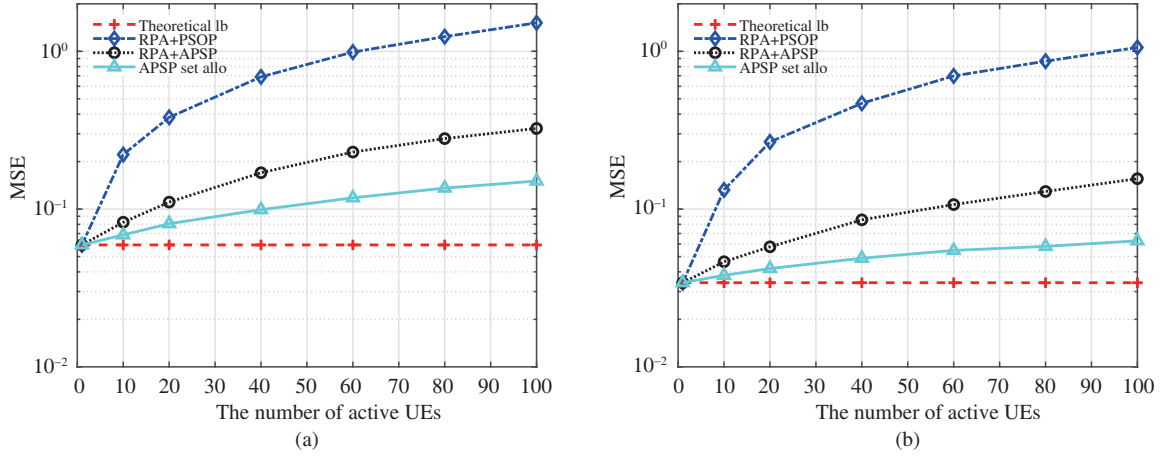 Theoretical lb
RPA+PSOP
RPA+APSP
APSP set allo
10^0
10^-1
10^-2
MSE
0 10 20 30 40 50 60 70 80 90 100
The number of active UEs
(a)
Theoretical lb
RPA+PSOP
RPA+APSP
APSP set allo
10^0
10^-1
10^-2
MSE
0 10 20 30 40 50 60 70 80 90 100
The number of active UEs
(b)